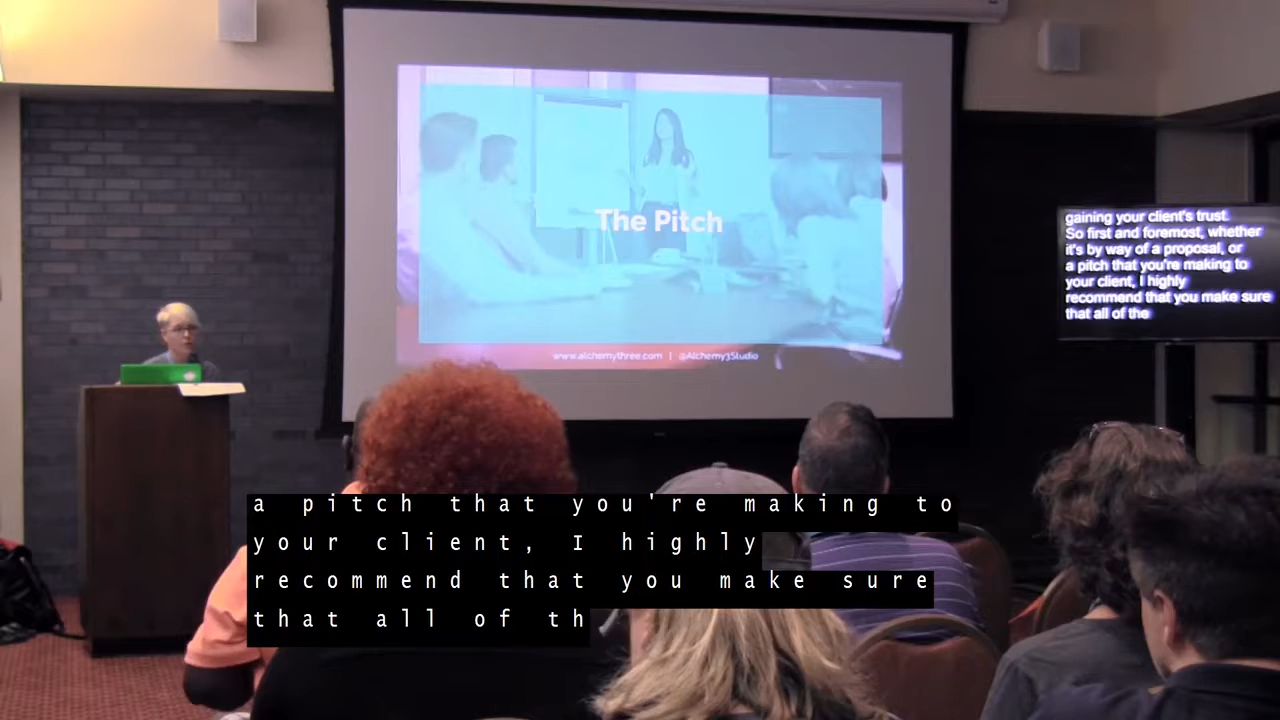 The Pitch
www.alchemythree.com | @Alchemy3Studio
gaining your client's trust.
So first and foremost, whether
it's by way of a proposal, or
a pitch that you're making to
your client, I highly
recommend that you make sure
that all of the
a pitch that you're making to
your client, I highly
recommend that you make sure
that all of th